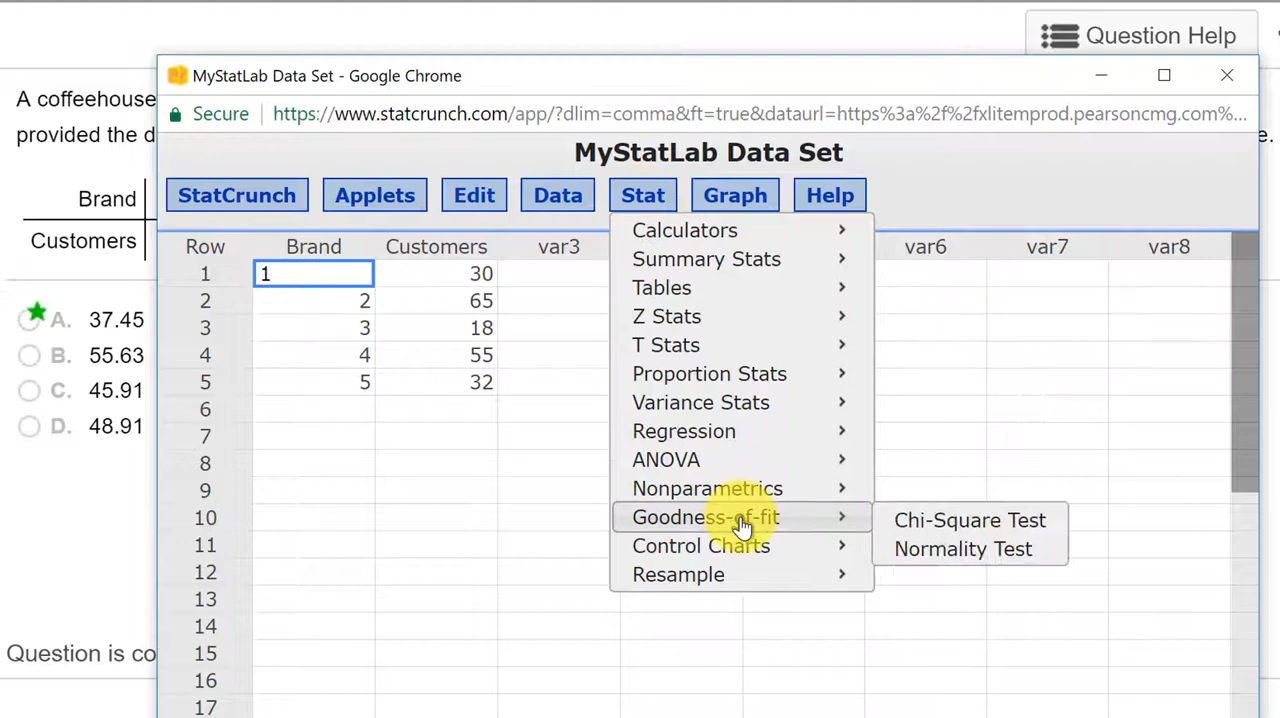 Question Help
MyStatLab Data Set - Google Chrome
A coffeehouse
Secure https://www.statcrunch.com/app/?dlim=comma&ft=true&dataurl=https%3a%2f%2fxlitemprod.pearsoncmg.com%...
provided the d
e.
MyStatLab Data Set
StatCrunch Applets Edit Data Stat Graph Help
Brand
Customers
Row Brand Customers var3 var6 var7 var8
1 1 30
2 2 65
3 3 18
4 4 55
5 5 32
6
7
8
9
10
11
12
13
14
15
16
17
Calculators
Summary Stats
Tables
Z Stats
T Stats
Proportion Stats
Variance Stats
Regression
ANOVA
Nonparametrics
Goodness-of-fit
Control Charts
Resample
Chi-Square Test
Normality Test
A. 37.45
B. 55.63
C. 45.91
D. 48.91
Question is co